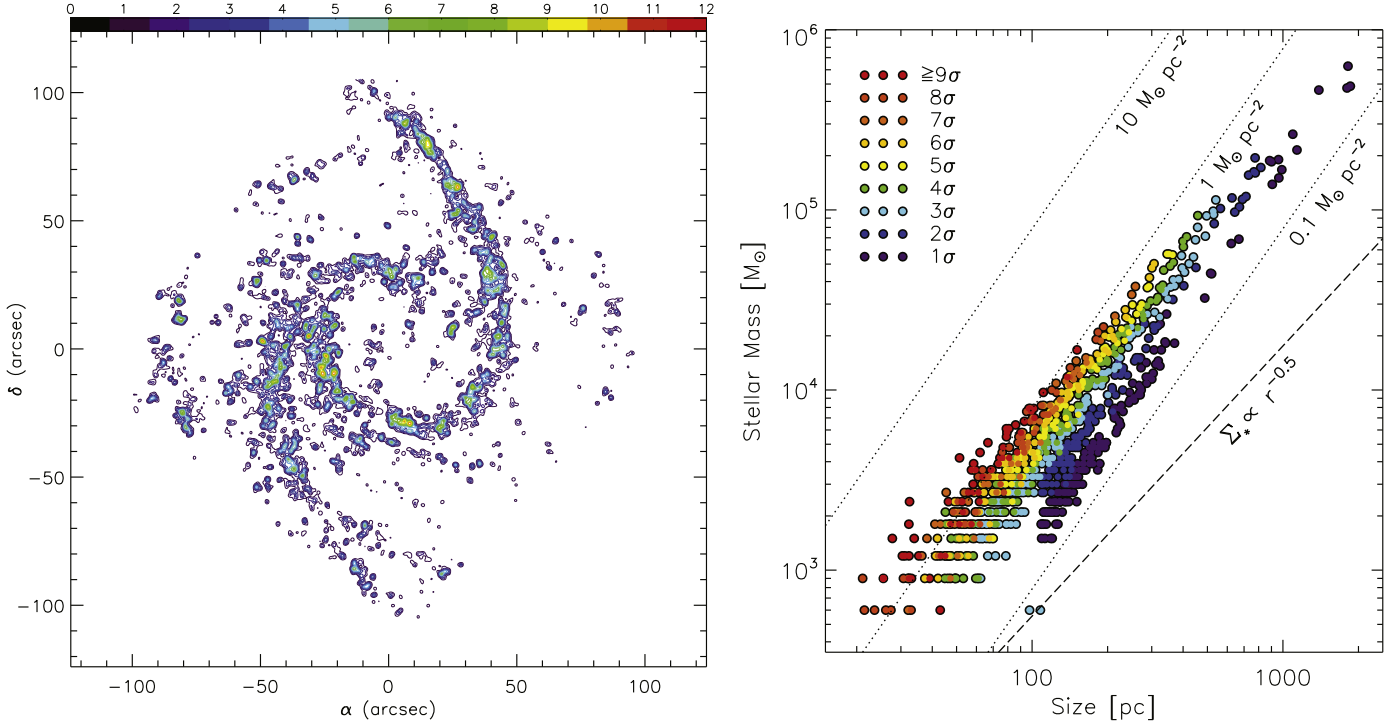 0 1 2 3 4 5 6 7 8 9 10 11 12
100
50
0
−50
−100
δ (arcsec)
−100 −50 0 50 100
α (arcsec)
10⁶
10⁵
10⁴
10³
Stellar Mass [M⊙]
≧9σ
8σ
7σ
6σ
5σ
4σ
3σ
2σ
1σ
10 M⊙ pc⁻²
1 M⊙ pc⁻²
0.1 M⊙ pc⁻²
Σ* ∝ r⁻⁰·⁵
100 1000
Size [pc]